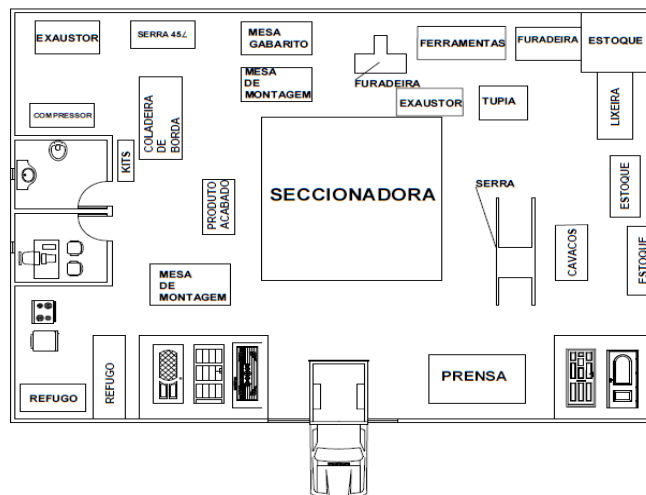 EXAUSTOR
SERRA 45∠
MESA
GABARITO
FERRAMENTAS
FURADEIRA
ESTOQUE
MESA
DE
MONTAGEM
FURADEIRA
EXAUSTOR
TUPIA
LIXEIRA
COMPRESSOR
COLADEIRA
DE
BORDA
KITS
SECCIONADORA
PRODUTO
ACABADO
SERRA
ESTOQUE
CAVACOS
ESTOQUE
MESA
DE
MONTAGEM
REFUGO
REFUGO
PRENSA